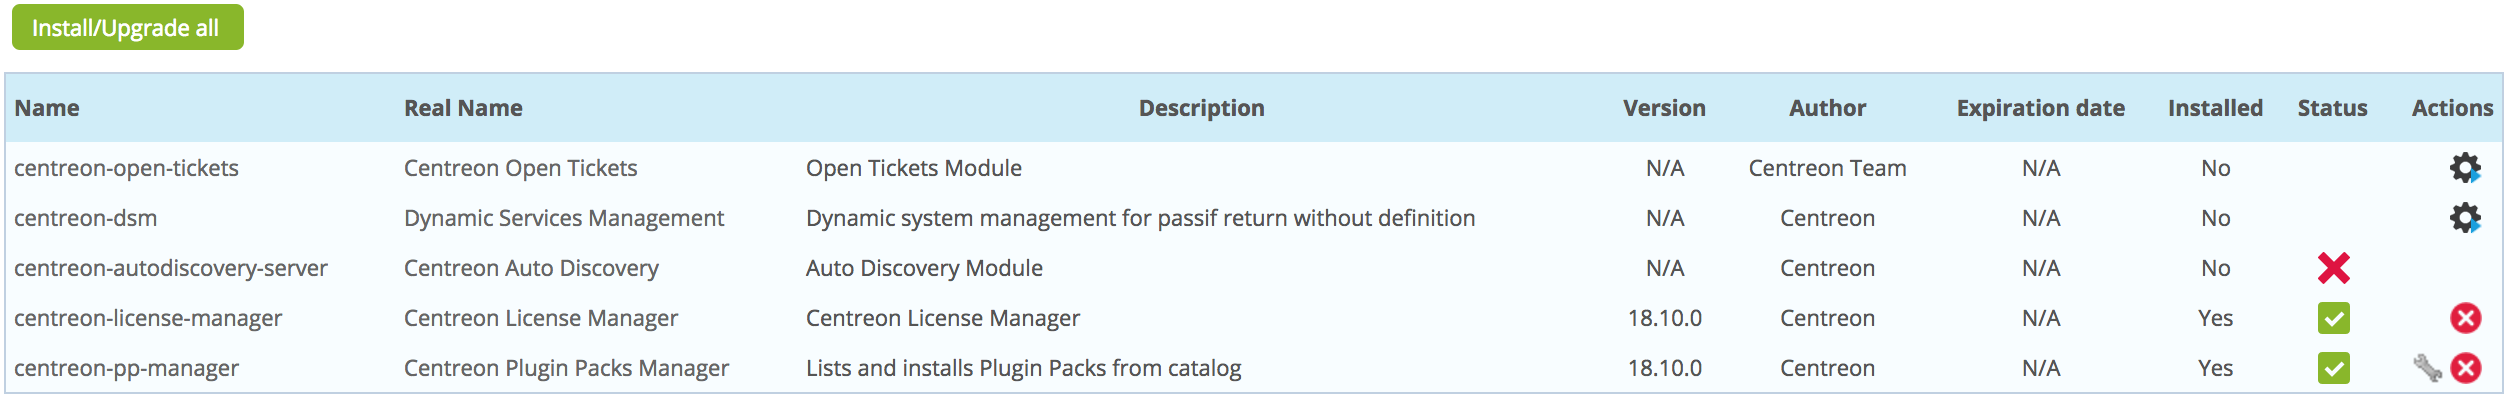 Install/Upgrade all
Name Real Name Description Version Author Expiration date Installed Status Actions
centreon-open-tickets Centreon Open Tickets Open Tickets Module N/A Centreon Team N/A No
centreon-dsm Dynamic Services Management Dynamic system management for passif return without definition N/A Centreon N/A No
centreon-autodiscovery-server Centreon Auto Discovery Auto Discovery Module N/A Centreon N/A No
centreon-license-manager Centreon License Manager Centreon License Manager 18.10.0 Centreon N/A Yes
centreon-pp-manager Centreon Plugin Packs Manager Lists and installs Plugin Packs from catalog 18.10.0 Centreon N/A Yes